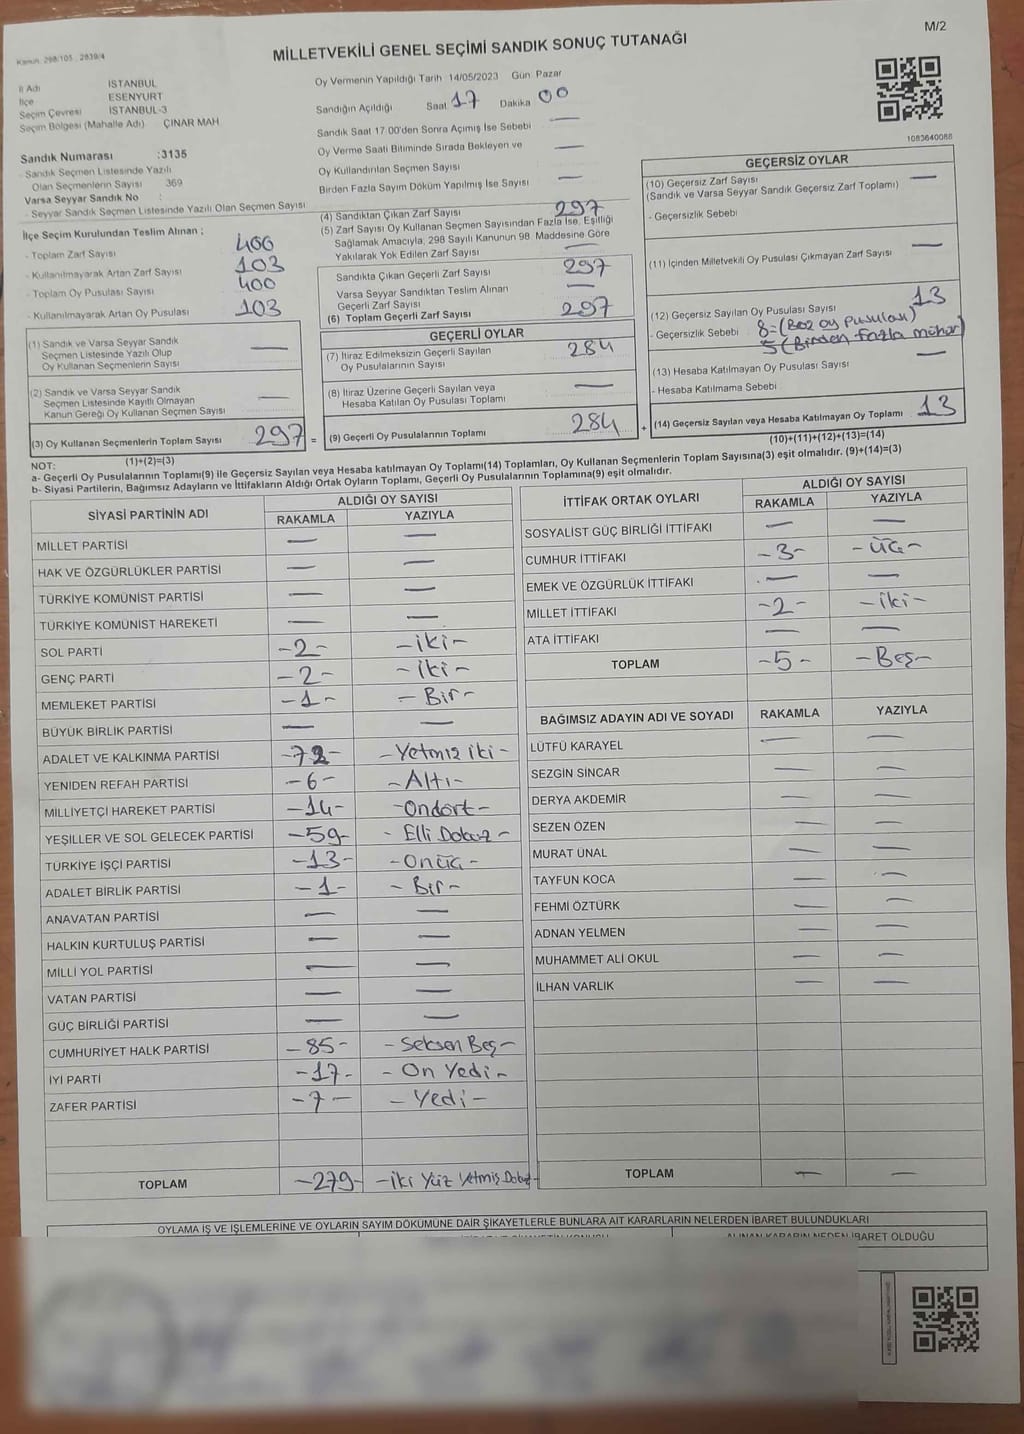 M/2
Kanun: 298/105 , 2839/4
MİLLETVEKİLİ GENEL SEÇİMİ SANDIK SONUÇ TUTANAĞI
İl Adı İSTANBUL
İlçe ESENYURT
Seçim Çevresi İSTANBUL-3
Seçim Bölgesi (Mahalle Adı) ÇINAR MAH.
Sandık Numarası :3135
- Sandık Seçmen Listesinde Yazılı
Olan Seçmenlerin Sayısı 369
Varsa Seyyar Sandık No :
- Seyyar Sandık Seçmen Listesinde Yazılı Olan Seçmen Sayısı
İlçe Seçim Kurulundan Teslim Alınan ;
- Toplam Zarf Sayısı 400
- Kullanılmayarak Artan Zarf Sayısı 103
- Toplam Oy Pusulası Sayısı 400
- Kullanılmayarak Artan Oy Pusulası 103
(1) Sandık ve Varsa Seyyar Sandık
Seçmen Listesinde Yazılı Olup
Oy Kullanan Seçmenlerin Sayısı —
(2) Sandık ve Varsa Seyyar Sandık
Seçmen Listesinde Kayıtlı Olmayan
Kanun Gereği Oy Kullanan Seçmen Sayısı —
(3) Oy Kullanan Seçmenlerin Toplam Sayısı 297 =
(1)+(2)=(3)
Oy Vermenin Yapıldığı Tarih 14/05/2023 Gün Pazar
Sandığın Açıldığı Saat 17 Dakika 00
Sandık Saat 17.00'den Sonra Açılmış İse Sebebi —
Oy Verme Saati Bitiminde Sırada Bekleyen ve
Oy Kullandırılan Seçmen Sayısı —
Birden Fazla Sayım Döküm Yapılmış İse Sayısı —
(4) Sandıktan Çıkan Zarf Sayısı 297
(5) Zarf Sayısı Oy Kullanan Seçmen Sayısından Fazla İse, Eşitliği
Sağlamak Amacıyla, 298 Sayılı Kanunun 98. Maddesine Göre
Yakılarak Yok Edilen Zarf Sayısı —
Sandıkta Çıkan Geçerli Zarf Sayısı 297
Varsa Seyyar Sandıktan Teslim Alınan
Geçerli Zarf Sayısı —
(6) Toplam Geçerli Zarf Sayısı 297
GEÇERLİ OYLAR
(7) İtiraz Edilmeksizin Geçerli Sayılan
Oy Pusulalarının Sayısı 284
(8) İtiraz Üzerine Geçerli Sayılan veya
Hesaba Katılan Oy Pusulası Toplamı —
(9) Geçerli Oy Pusulalarının Toplamı 284 +
1083640088
GEÇERSİZ OYLAR
(10) Geçersiz Zarf Sayısı
(Sandık ve Varsa Seyyar Sandık Geçersiz Zarf Toplamı) —
- Geçersizlik Sebebi
(11) İçinden Milletvekili Oy Pusulası Çıkmayan Zarf Sayısı —
(12) Geçersiz Sayılan Oy Pusulası Sayısı 13
- Geçersizlik Sebebi 8=(Boz oy pusulası)
5(Birden fazla mühür)
(13) Hesaba Katılmayan Oy Pusulası Sayısı —
- Hesaba Katılmama Sebebi
(14) Geçersiz Sayılan veya Hesaba Katılmayan Oy Toplamı 13
(10)+(11)+(12)+(13)=(14)
NOT:
a- Geçerli Oy Pusulalarının Toplamı(9) ile Geçersiz Sayılan veya Hesaba katılmayan Oy Toplamı(14) Toplamları, Oy Kullanan Seçmenlerin Toplam Sayısına(3) eşit olmalıdır. (9)+(14)=(3)
b- Siyasi Partilerin, Bağımsız Adayların ve İttifakların Aldığı Ortak Oyların Toplamı, Geçerli Oy Pusulalarının Toplamına(9) eşit olmalıdır.
SİYASİ PARTİNİN ADI ALDIĞI OY SAYISI
RAKAMLA YAZIYLA
MİLLET PARTİSİ — —
HAK VE ÖZGÜRLÜKLER PARTİSİ — —
TÜRKİYE KOMÜNİST PARTİSİ — —
TÜRKİYE KOMÜNİST HAREKETİ — —
SOL PARTİ -2- -İki-
GENÇ PARTİ -2- -İki-
MEMLEKET PARTİSİ -1- -Bir-
BÜYÜK BİRLİK PARTİSİ — —
ADALET VE KALKINMA PARTİSİ -72- -Yetmiş iki-
YENİDEN REFAH PARTİSİ -6- -Altı-
MİLLİYETÇİ HAREKET PARTİSİ -14- -Ondört-
YEŞİLLER VE SOL GELECEK PARTİSİ -59- - Elli Dokuz -
TÜRKİYE İŞÇİ PARTİSİ -13- -Onüç-
ADALET BİRLİK PARTİSİ -1- -Bir-
ANAVATAN PARTİSİ — —
HALKIN KURTULUŞ PARTİSİ — —
MİLLİ YOL PARTİSİ — —
VATAN PARTİSİ — —
GÜÇ BİRLİĞİ PARTİSİ — —
CUMHURİYET HALK PARTİSİ -85- -Seksen Beş-
İYİ PARTİ -17- -On Yedi-
ZAFER PARTİSİ -7- -Yedi-
TOPLAM -279- -İki Yüz Yetmiş Dokuz-
İTTİFAK ORTAK OYLARI ALDIĞI OY SAYISI
RAKAMLA YAZIYLA
SOSYALİST GÜÇ BİRLİĞİ İTTİFAKI — —
CUMHUR İTTİFAKI -3- -Üç-
EMEK VE ÖZGÜRLÜK İTTİFAKI — —
MİLLET İTTİFAKI -2- -İki-
ATA İTTİFAKI — —
TOPLAM -5- -Beş-
BAĞIMSIZ ADAYIN ADI VE SOYADI RAKAMLA YAZIYLA
LÜTFÜ KARAYEL — —
SEZGİN SİNCAR — —
DERYA AKDEMİR — —
SEZEN ÖZEN — —
MURAT ÜNAL — —
TAYFUN KOCA — —
FEHMİ ÖZTÜRK — —
ADNAN YELMEN — —
MUHAMMET ALİ OKUL — —
İLHAN VARLIK — —
TOPLAM — —
OYLAMA İŞ VE İŞLEMLERİNE VE OYLARIN SAYIM DÖKÜMÜNE DAİR ŞİKAYETLERLE BUNLARA AİT KARARLARIN NELERDEN İBARET BULUNDUKLARI
ALINAN KARARIN NEDEN İBARET OLDUĞU